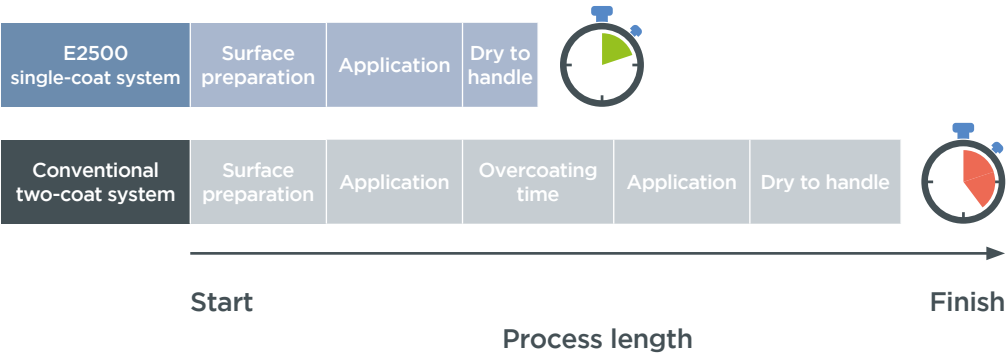 E2500
single-coat system
Surface
preparation
Application
Dry to
handle
Conventional
two-coat system
Surface
preparation
Application
Overcoating
time
Application
Dry to handle
Start
Finish
Process length